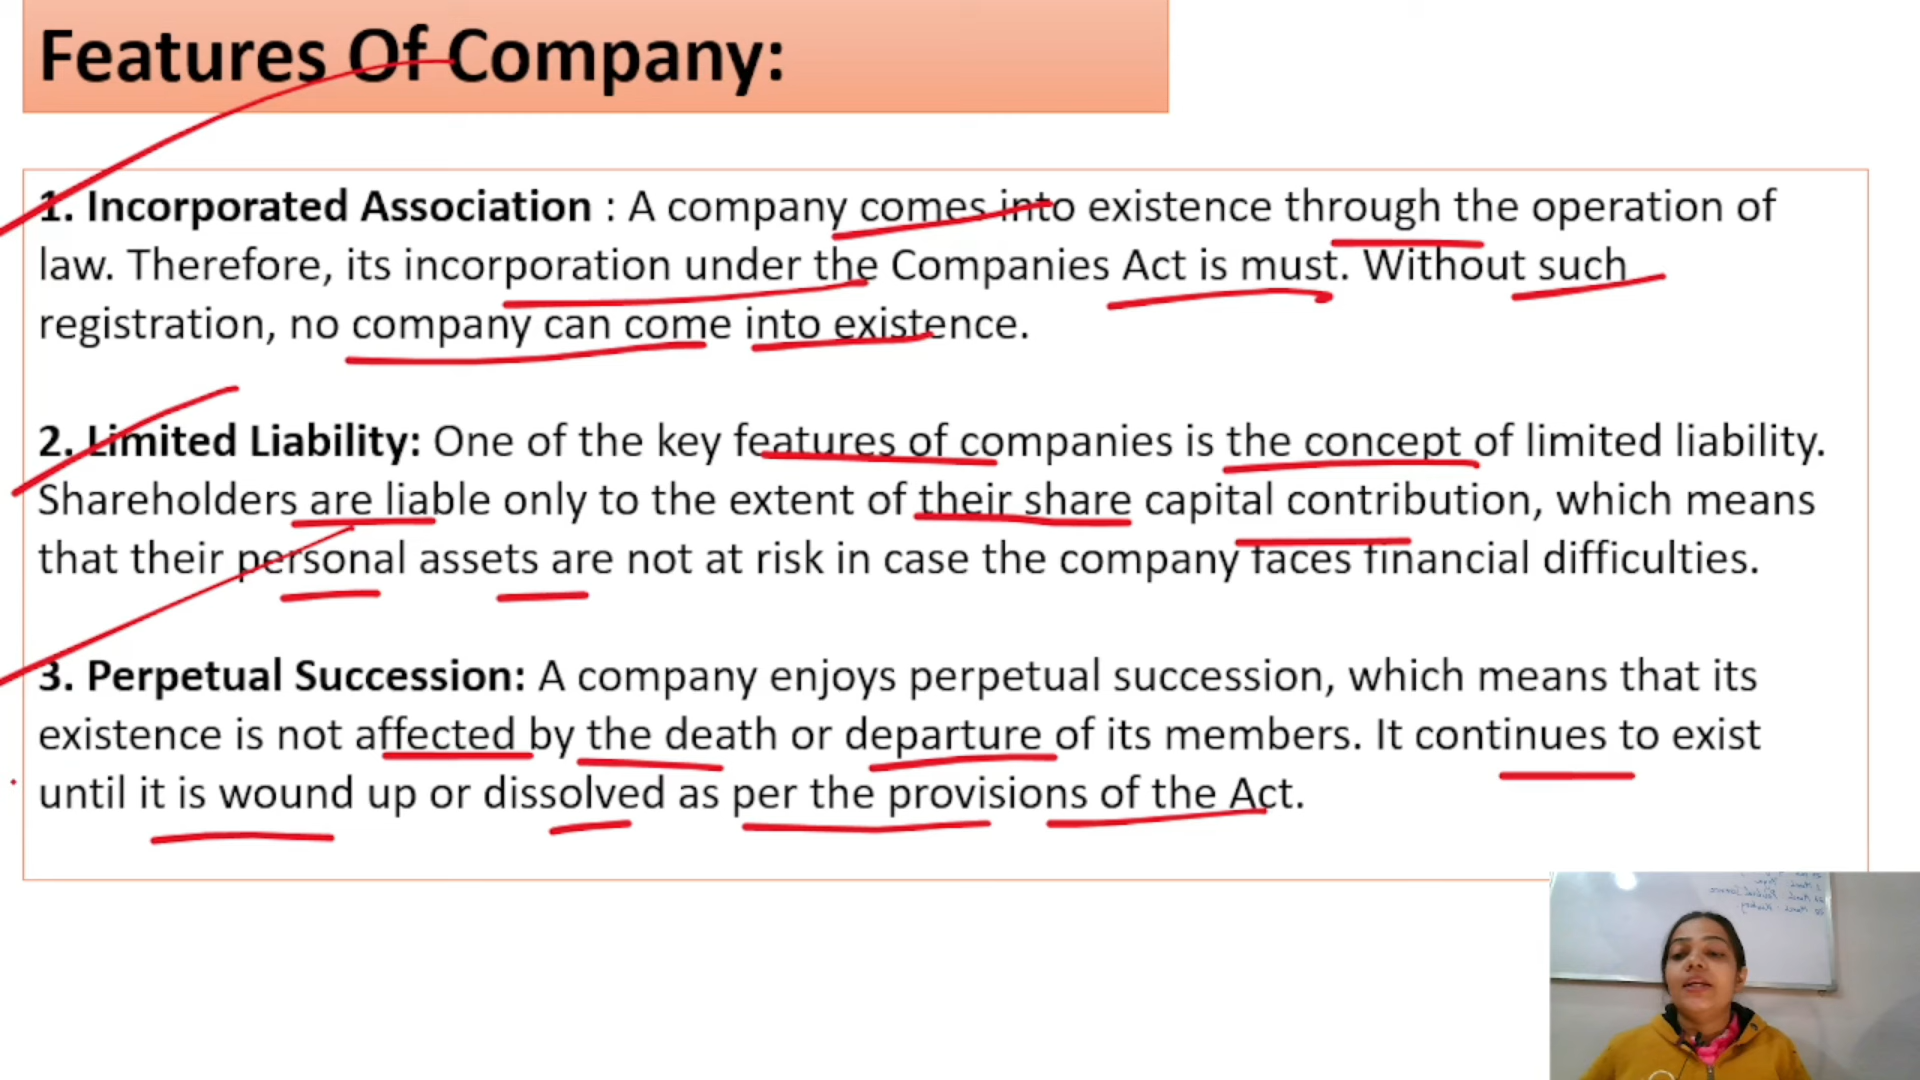 Features Of Company:
1. Incorporated Association : A company comes into existence through the operation of
law. Therefore, its incorporation under the Companies Act is must. Without such
registration, no company can come into existence.
2. Limited Liability: One of the key features of companies is the concept of limited liability.
Shareholders are liable only to the extent of their share capital contribution, which means
that their personal assets are not at risk in case the company faces financial difficulties.
3. Perpetual Succession: A company enjoys perpetual succession, which means that its
existence is not affected by the death or departure of its members. It continues to exist
until it is wound up or dissolved as per the provisions of the Act.